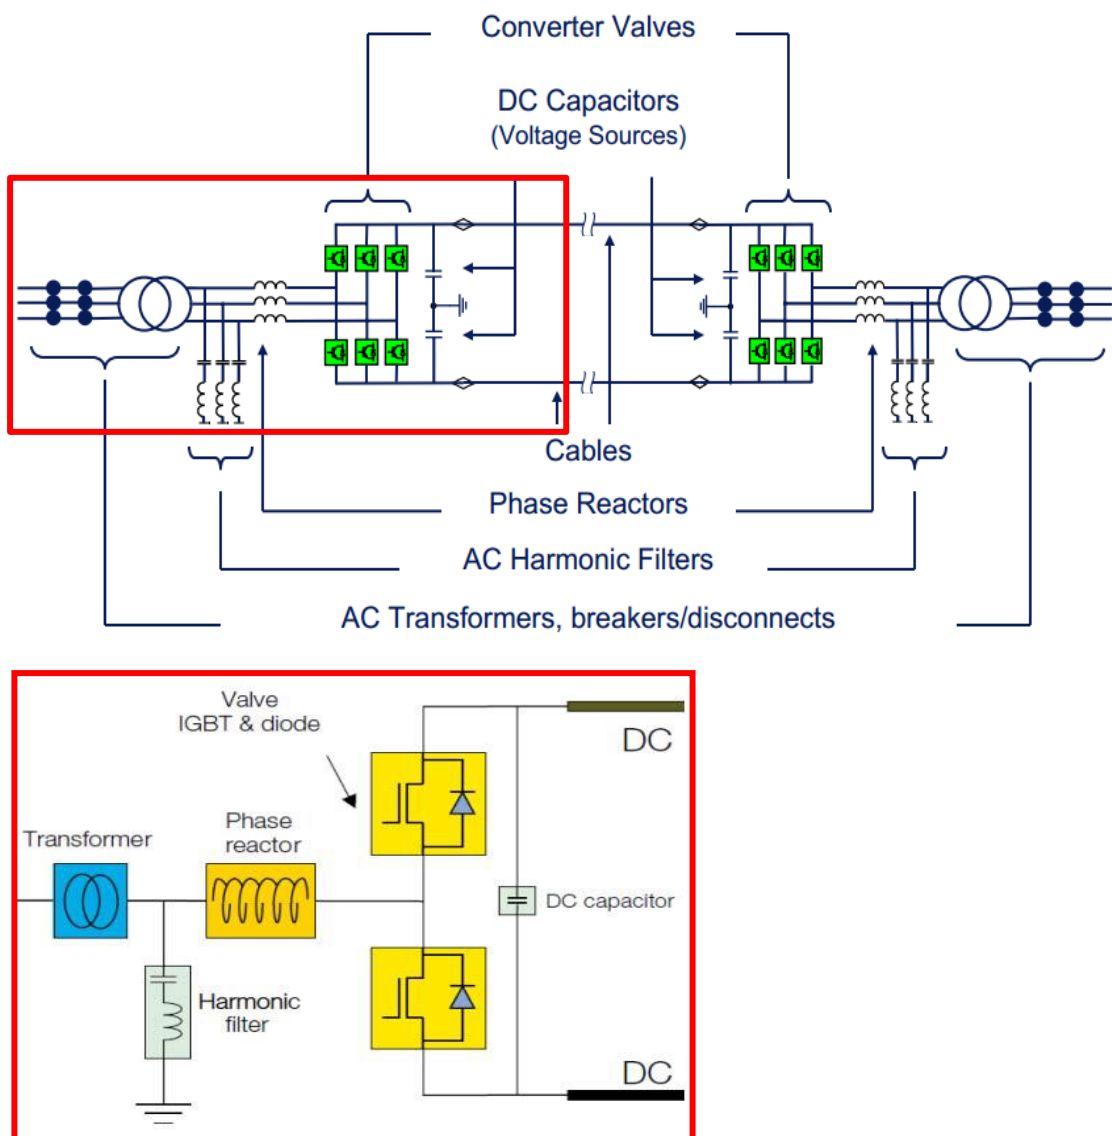 Converter Valves
DC Capacitors
(Voltage Sources)
Cables
Phase Reactors
AC Harmonic Filters
AC Transformers, breakers/disconnects
Valve
IGBT & diode
DC
Phase
reactor
Transformer
DC capacitor
Harmonic
filter
DC